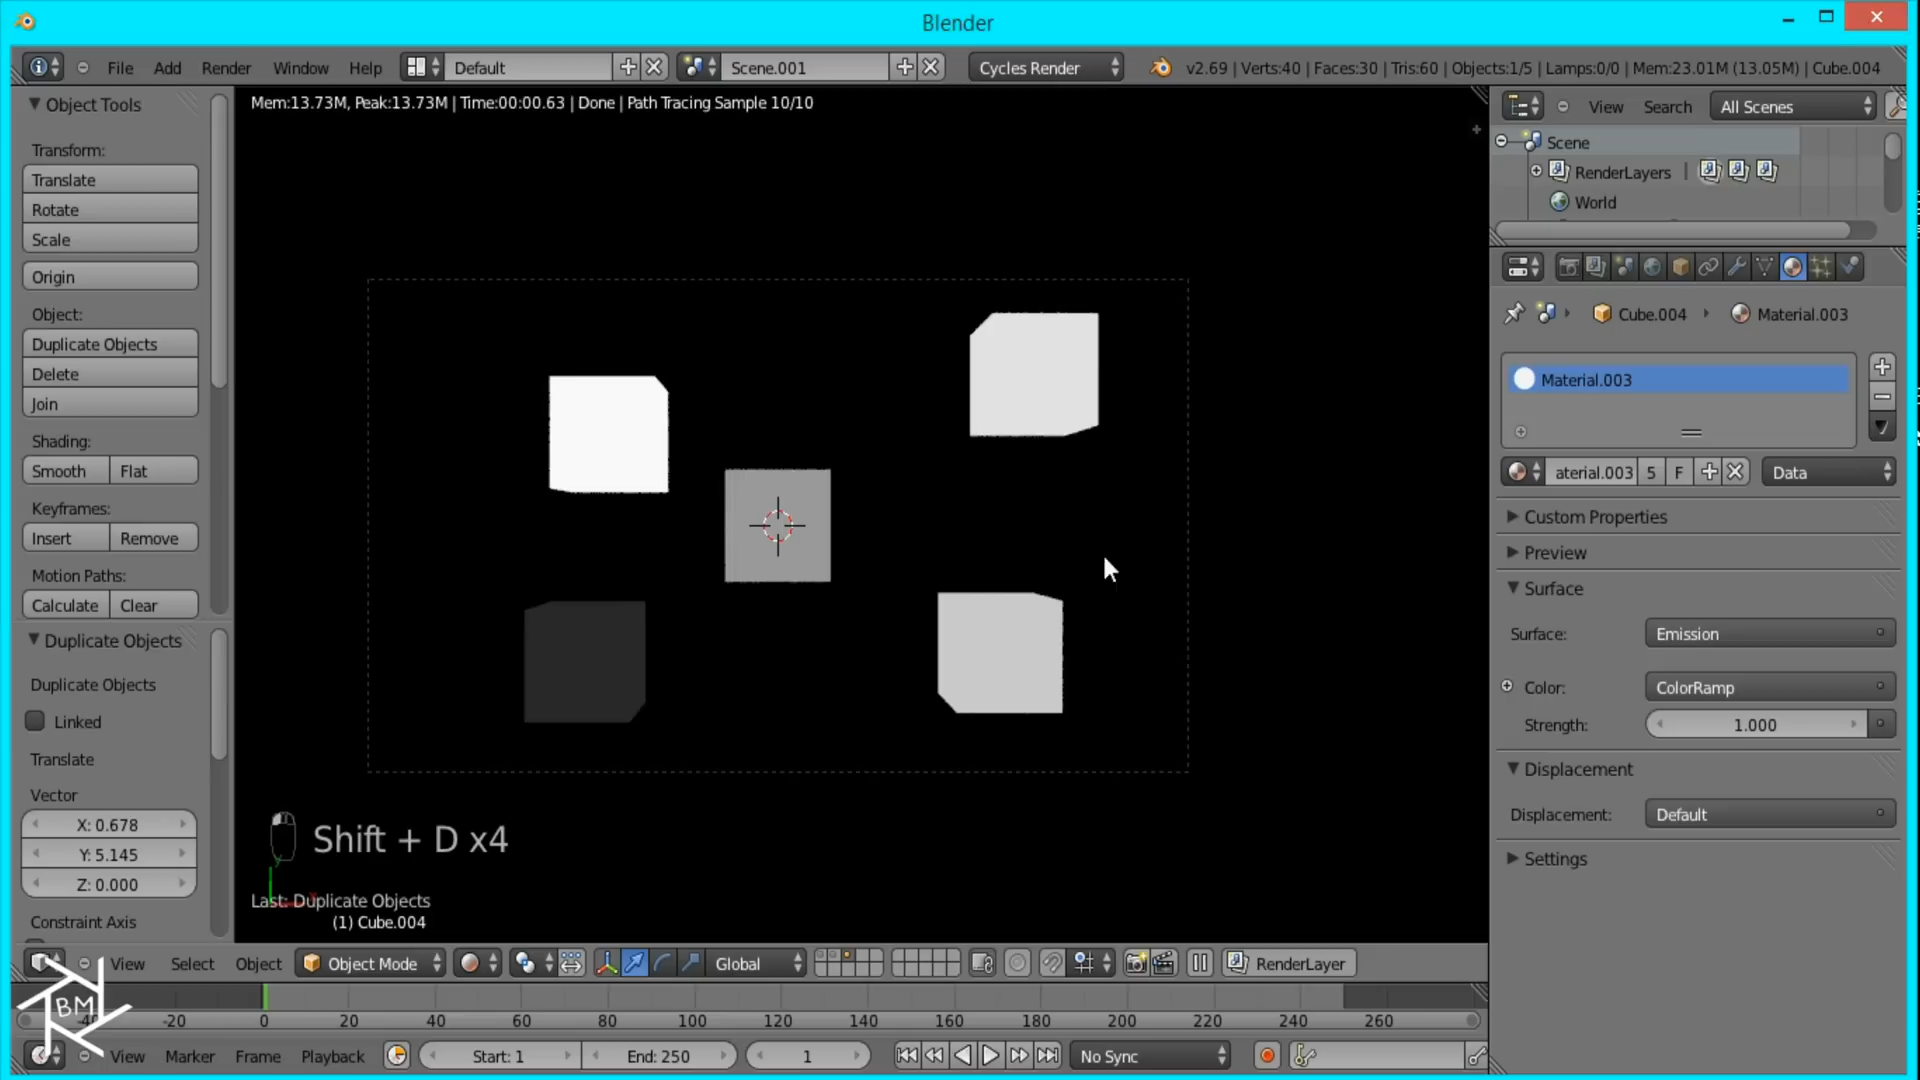 Blender
File Add Render Window Help Default Scene.001 Cycles Render v2.69 | Verts:40 | Faces:30 | Tris:60 | Objects:1/5 | Lamps:0/0 | Mem:23.01M (13.05M) | Cube.004
Object Tools
Transform:
Translate
Rotate
Scale
Origin
Object:
Duplicate Objects
Delete
Join
Shading:
Smooth Flat
Keyframes:
Insert Remove
Motion Paths:
Calculate Clear
Duplicate Objects
Duplicate Objects
Linked
Translate
Vector
X: 0.678
Y: 5.145
Z: 0.000
Constraint Axis
Mem:13.73M, Peak:13.73M | Time:00:00.63 | Done | Path Tracing Sample 10/10
Shift + D x4
Last: Duplicate Objects
(1) Cube.004
View Search All Scenes
Scene
RenderLayers |
World
Cube.004 Material.003
Material.003
aterial.003 5 F Data
Custom Properties
Preview
Surface
Surface: Emission
Color: ColorRamp
Strength: 1.000
Displacement
Displacement: Default
Settings
View Select Object Object Mode Global RenderLayer
BM
-40 -20 0 20 40 60 80 100 120 140 160 180 200 220 240 260
View Marker Frame Playback Start: 1 End: 250 1 No Sync